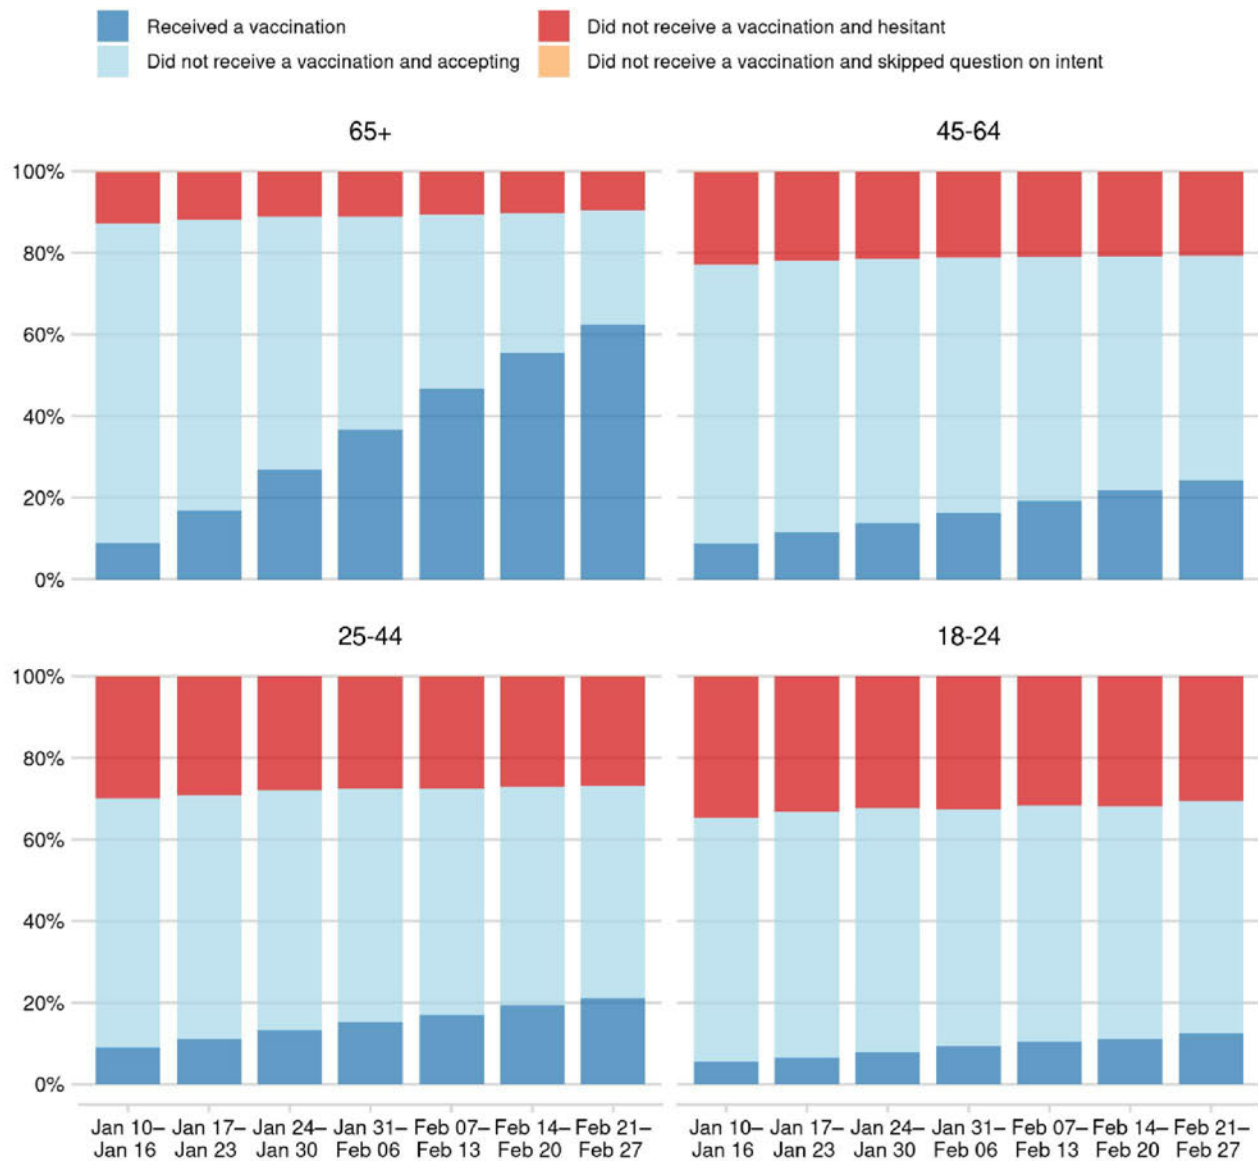 Received a vaccination
Did not receive a vaccination and hesitant
Did not receive a vaccination and accepting
Did not receive a vaccination and skipped question on intent
65+
45-64
100%
80%
60%
40%
20%
0%
25-44
18-24
100%
80%
60%
40%
20%
0%
Jan 10– Jan 17– Jan 24– Jan 31– Feb 07– Feb 14– Feb 21–
Jan 16 Jan 23 Jan 30 Feb 06 Feb 13 Feb 20 Feb 27
Jan 10– Jan 17– Jan 24– Jan 31– Feb 07– Feb 14– Feb 21–
Jan 16 Jan 23 Jan 30 Feb 06 Feb 13 Feb 20 Feb 27